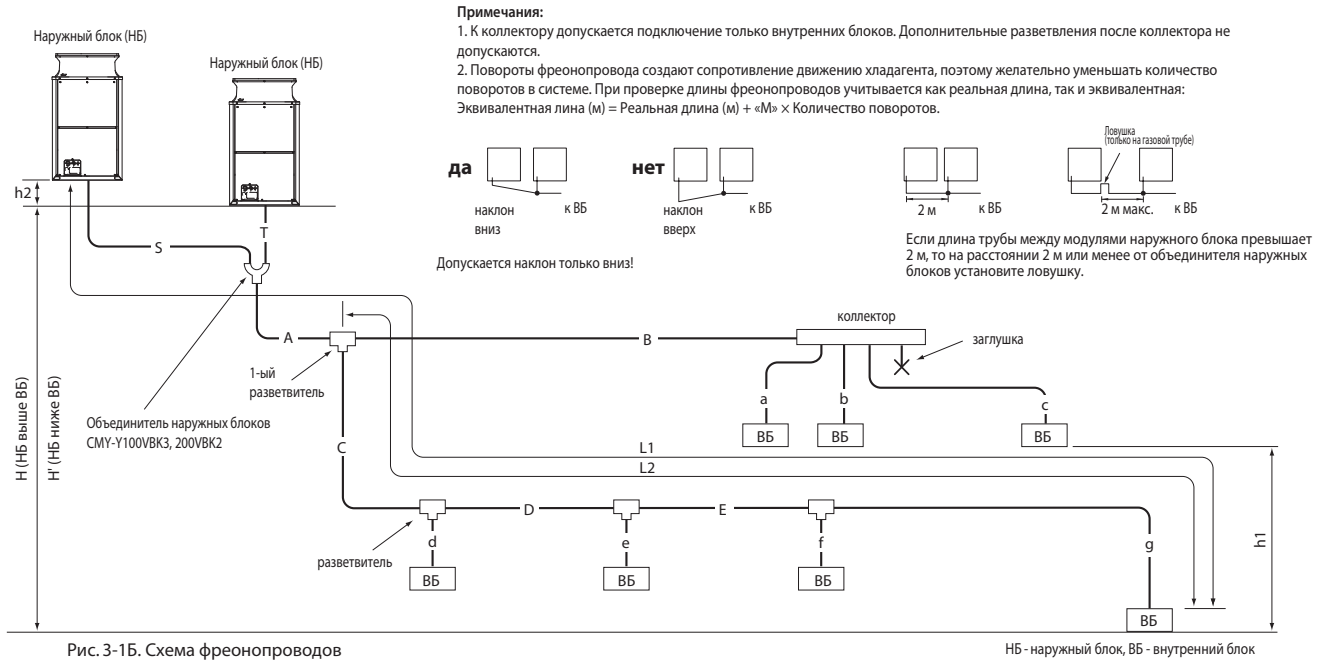 Примечания:
1. К коллектору допускается подключение только внутренних блоков. Дополнительные разветвления после коллектора не
допускаются.
2. Повороты фреонопровода создают сопротивление движению хладагента, поэтому желательно уменьшать количество
поворотов в системе. При проверке длины фреонопроводов учитывается как реальная длина, так и эквивалентная:
Эквивалентная лина (м) = Реальная длина (м) + «М» × Количество поворотов.
Наружный блок (НБ)
Наружный блок (НБ)
h2
S
T
да
наклон
вниз
к ВБ
нет
наклон
вверх
к ВБ
Допускается наклон только вниз!
2 м
к ВБ
Ловушка
(только на газовой трубе)
2 м макс.
к ВБ
Если длина трубы между модулями наружного блока превышает
2 м, то на расстоянии 2 м или менее от объединителя наружных
блоков установите ловушку.
A
B
коллектор
заглушка
1-ый
разветвитель
Объединитель наружных блоков
CMY-Y100VBK3, 200VBK2
H (НБ выше ВБ)
H' (НБ ниже ВБ)
a
b
c
ВБ
ВБ
ВБ
C
L1
L2
D
E
разветвитель
d
e
f
g
h1
ВБ
ВБ
ВБ
ВБ
Рис. 3-1Б. Схема фреонопроводов
НБ - наружный блок, ВБ - внутренний блок